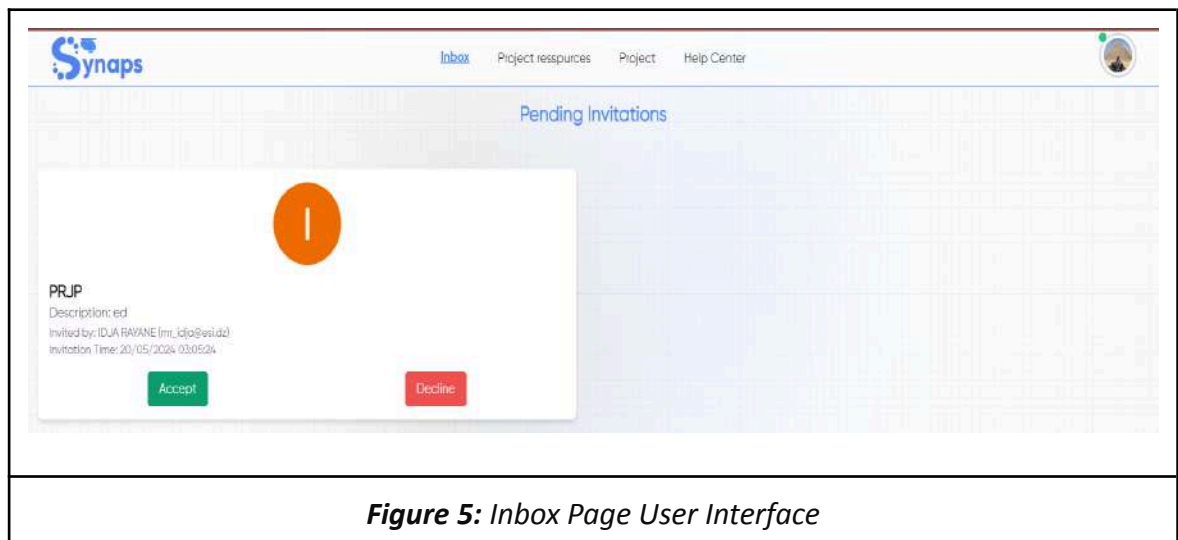 Synaps
Inbox Project resspurces Project Help Center
Pending Invitations
I
PRJP
Description: ed
Invited by: IDJA RAYANE (mr_idja@esi.dz)
Invitation Time: 20/05/2024 03:05:24
Accept Decline
Figure 5: Inbox Page User Interface